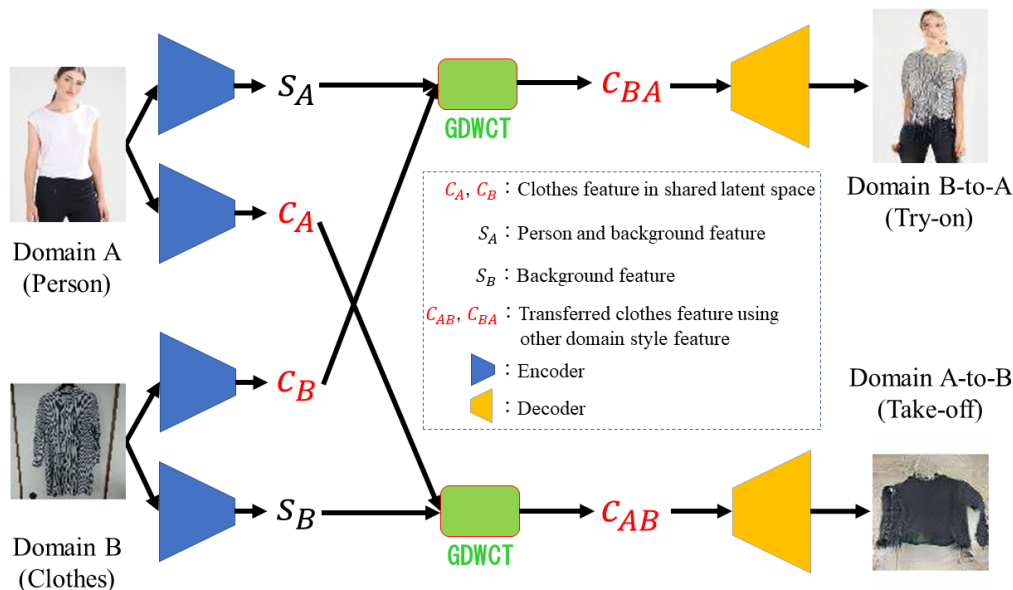 S_A
GDWCT
C_BA
Domain A
(Person)
C_A
C_A, C_B：Clothes feature in shared latent space
S_A：Person and background feature
S_B：Background feature
C_AB, C_BA：Transferred clothes feature using
other domain style feature
：Encoder
：Decoder
Domain B-to-A
(Try-on)
C_B
Domain B
(Clothes)
S_B
GDWCT
C_AB
Domain A-to-B
(Take-off)